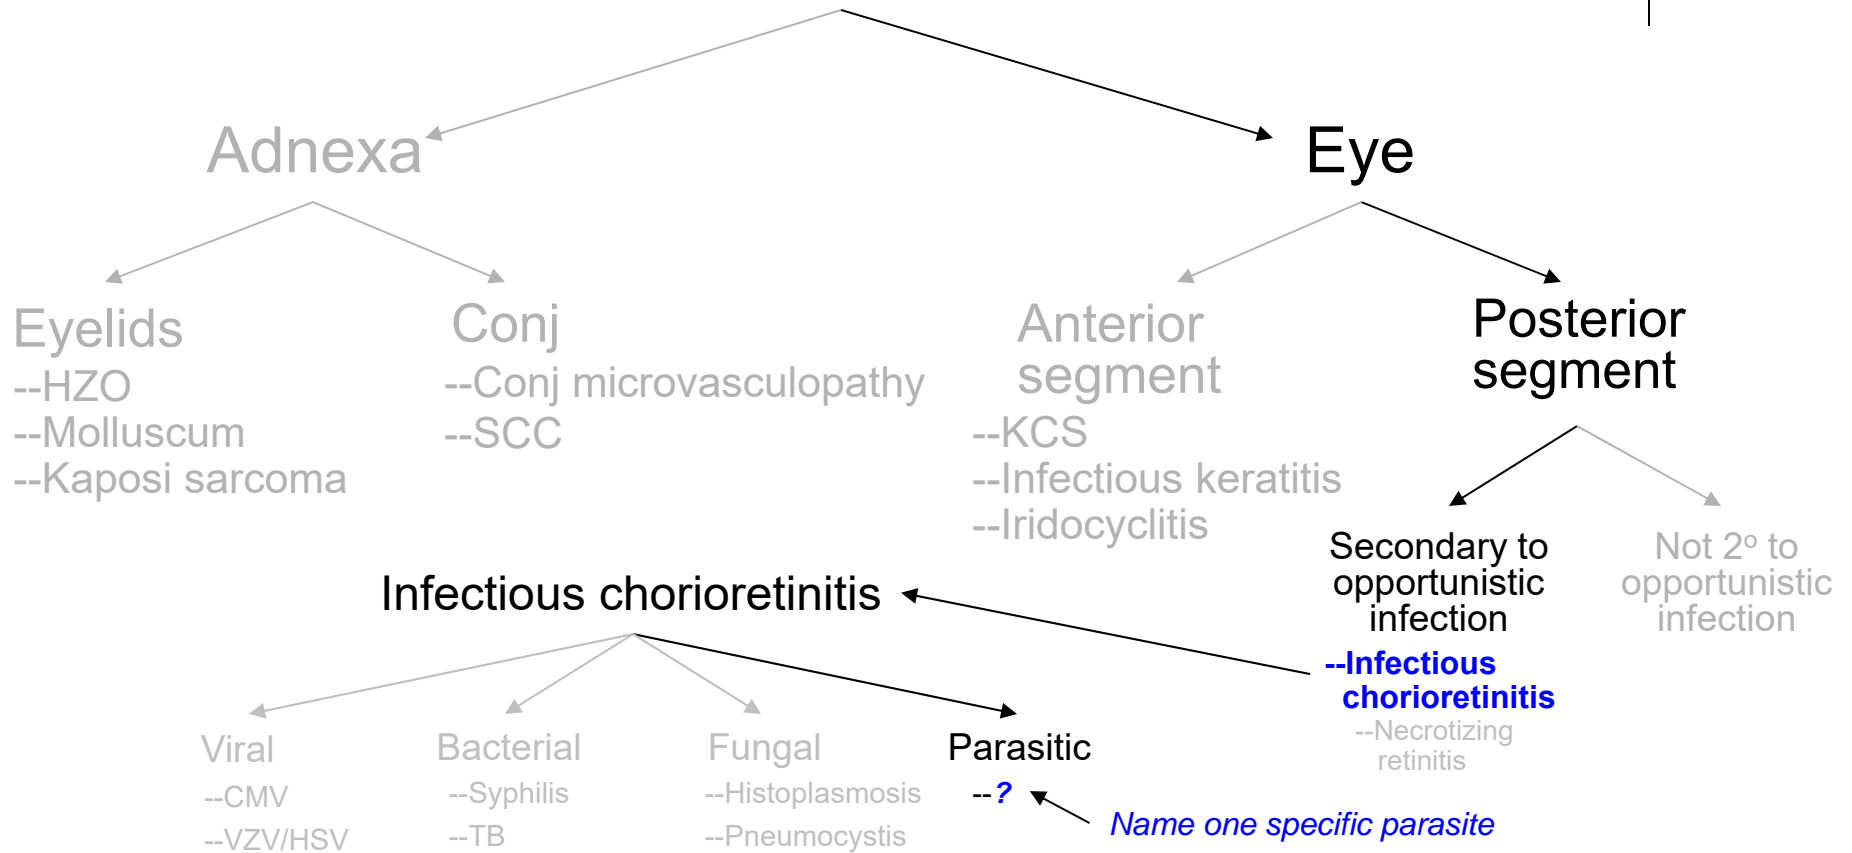 Adnexa
Eye
Eyelids
--HZO
--Molluscum
--Kaposi sarcoma
Conj
--Conj microvasculopathy
--SCC
Anterior
segment
--KCS
--Infectious keratitis
--Iridocyclitis
Posterior
segment
Secondary to
opportunistic
infection
--Infectious
chorioretinitis
--Necrotizing
retinitis
Not 2º to
opportunistic
infection
Infectious chorioretinitis
Viral
--CMV
--VZV/HSV
Bacterial
--Syphilis
--TB
Fungal
--Histoplasmosis
--Pneumocystis
Parasitic
--?
Name one specific parasite